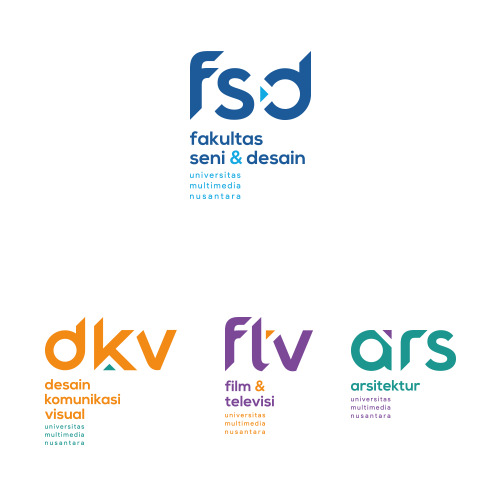 fsd
fakultas
seni & desain
universitas
multimedia
nusantara
dkv
desain
komunikasi
visual
universitas
multimedia
nusantara
ftv
film &
televisi
universitas
multimedia
nusantara
ars
arsitektur
universitas
multimedia
nusantara